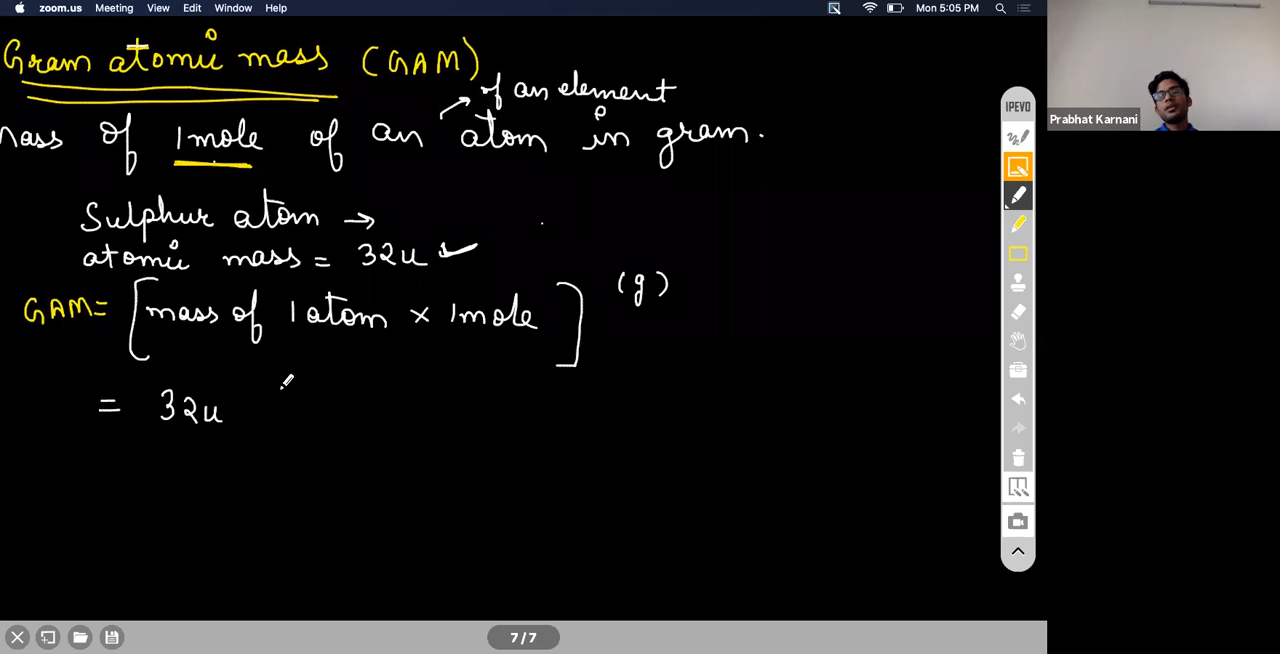 zoom.us Meeting View Edit Window Help Mon 5:05 PM
Gram atomic mass (GAM)
of an element
mass of 1mole of an atom in gram.
Sulphur atom →
atomic mass = 32u ✓
GAM= [mass of 1 atom × 1mole] (g)
= 32u
IPEVO
Prabhat Karnani
7/7